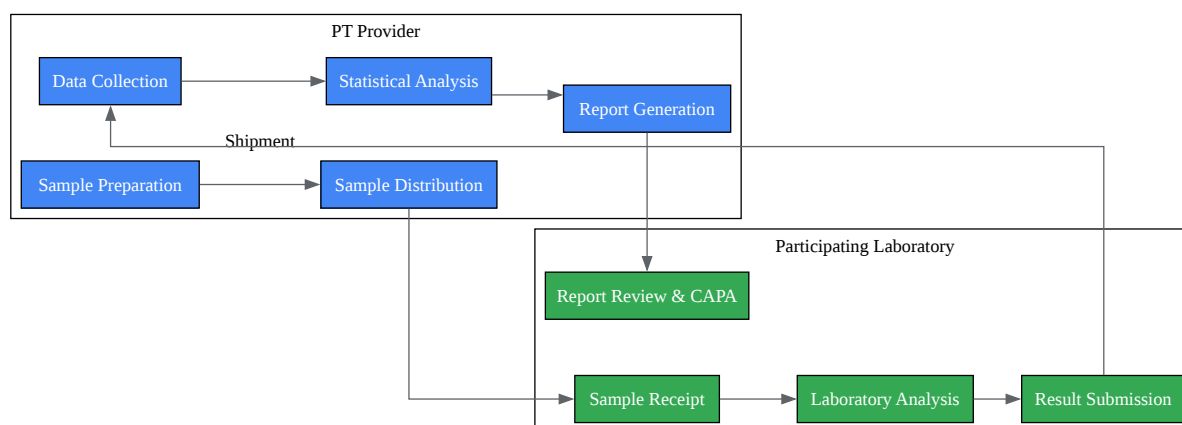 PT Provider
Data Collection
Statistical Analysis
Report Generation
Shipment
Sample Preparation
Sample Distribution
Participating Laboratory
Report Review & CAPA
Sample Receipt
Laboratory Analysis
Result Submission